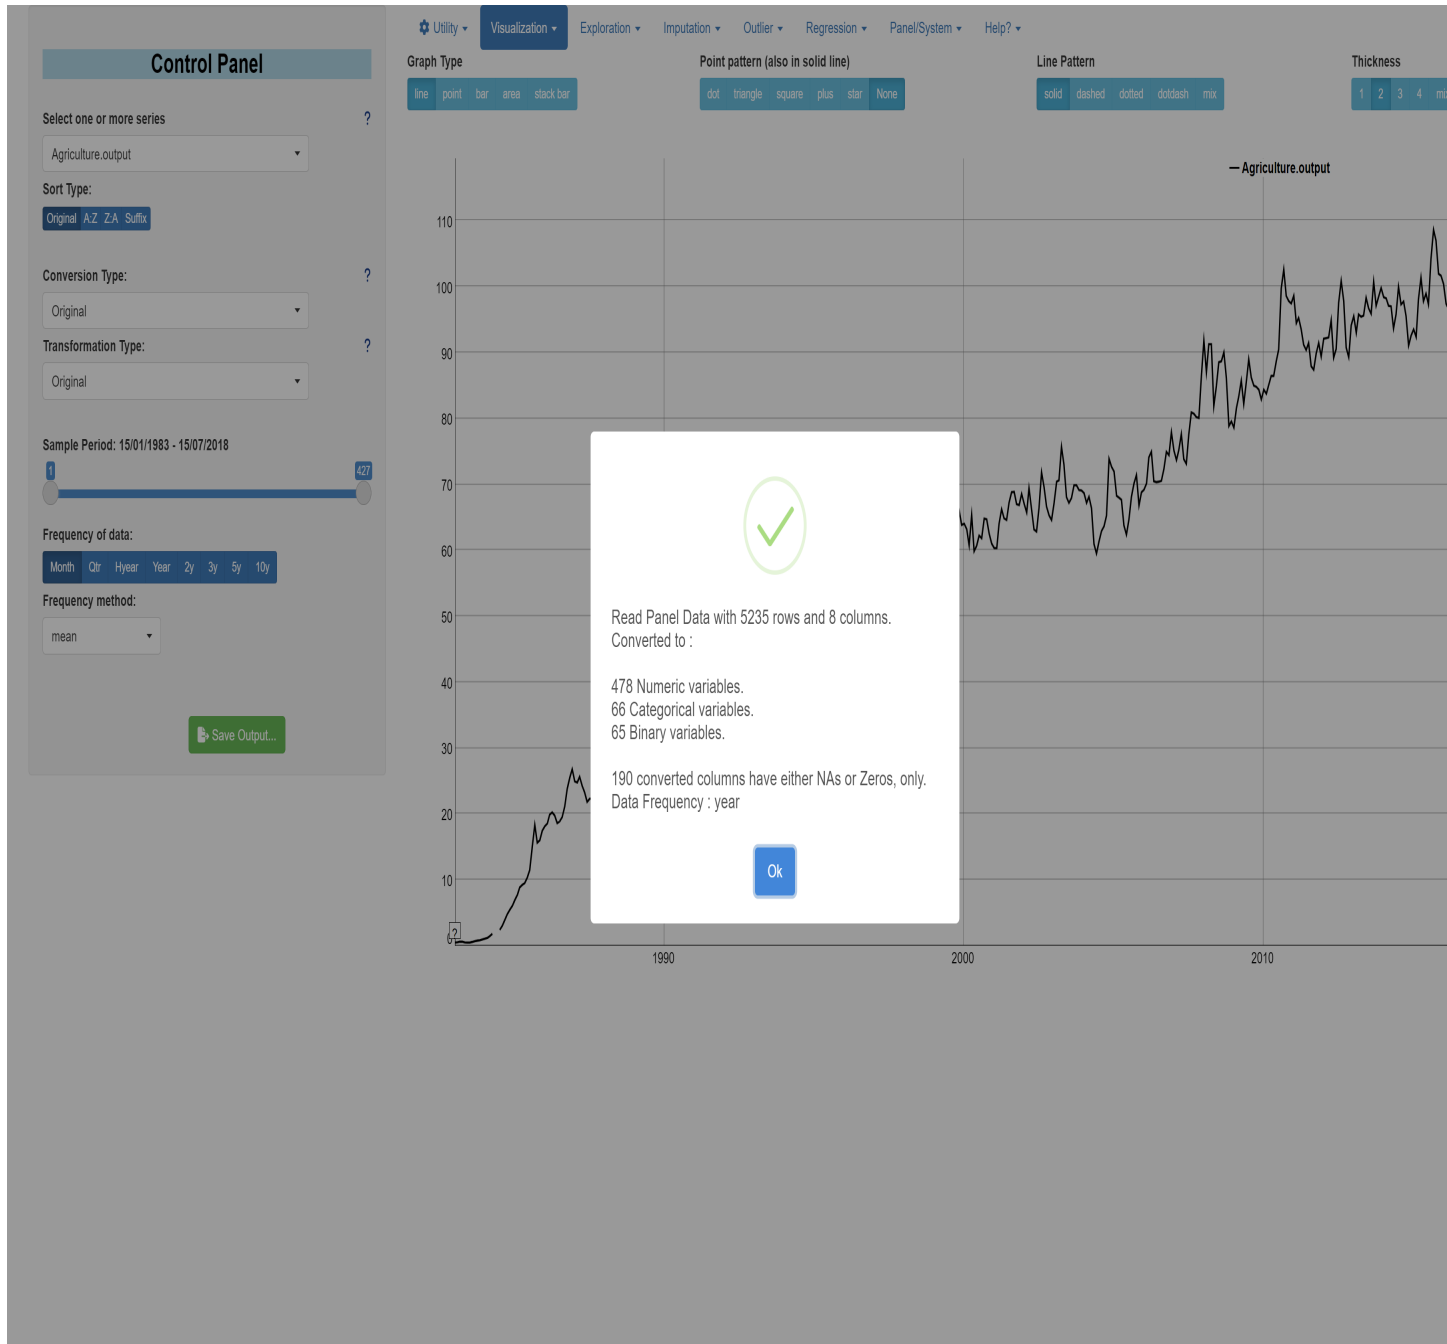 Utility
Visualization
Exploration
Imputation
Outlier
Regression
Panel/System
Help?
Control Panel
Select one or more series ?
Agriculture.output
Sort Type:
Original A:Z Z:A Suffix
Conversion Type: ?
Original
Transformation Type: ?
Original
Sample Period: 15/01/1983 - 15/07/2018
1 427
Frequency of data:
Month Qtr Hyear Year 2y 3y 5y 10y
Frequency method:
mean
Save Output...
Graph Type
line point bar area stack bar
Point pattern (also in solid line)
dot triangle square plus star None
Line Pattern
solid dashed dotted dotdash mix
Thickness
1 2 3 4
Agriculture.output
110
100
90
80
70
60
50
40
30
20
10
?
1990 2000 2010
Read Panel Data with 5235 rows and 8 columns.
Converted to :
478 Numeric variables.
66 Categorical variables.
65 Binary variables.
190 converted columns have either NAs or Zeros, only.
Data Frequency : year
Ok